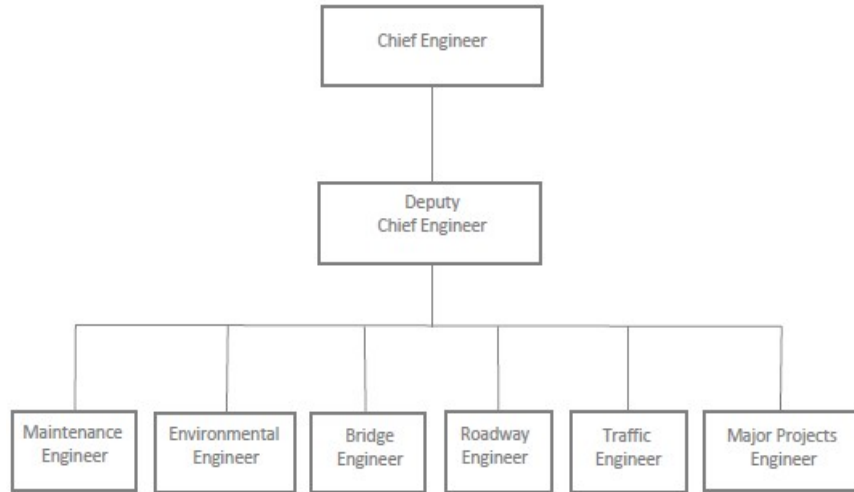 Chief Engineer
Deputy
Chief Engineer
Maintenance
Engineer
Environmental
Engineer
Bridge
Engineer
Roadway
Engineer
Traffic
Engineer
Major Projects
Engineer